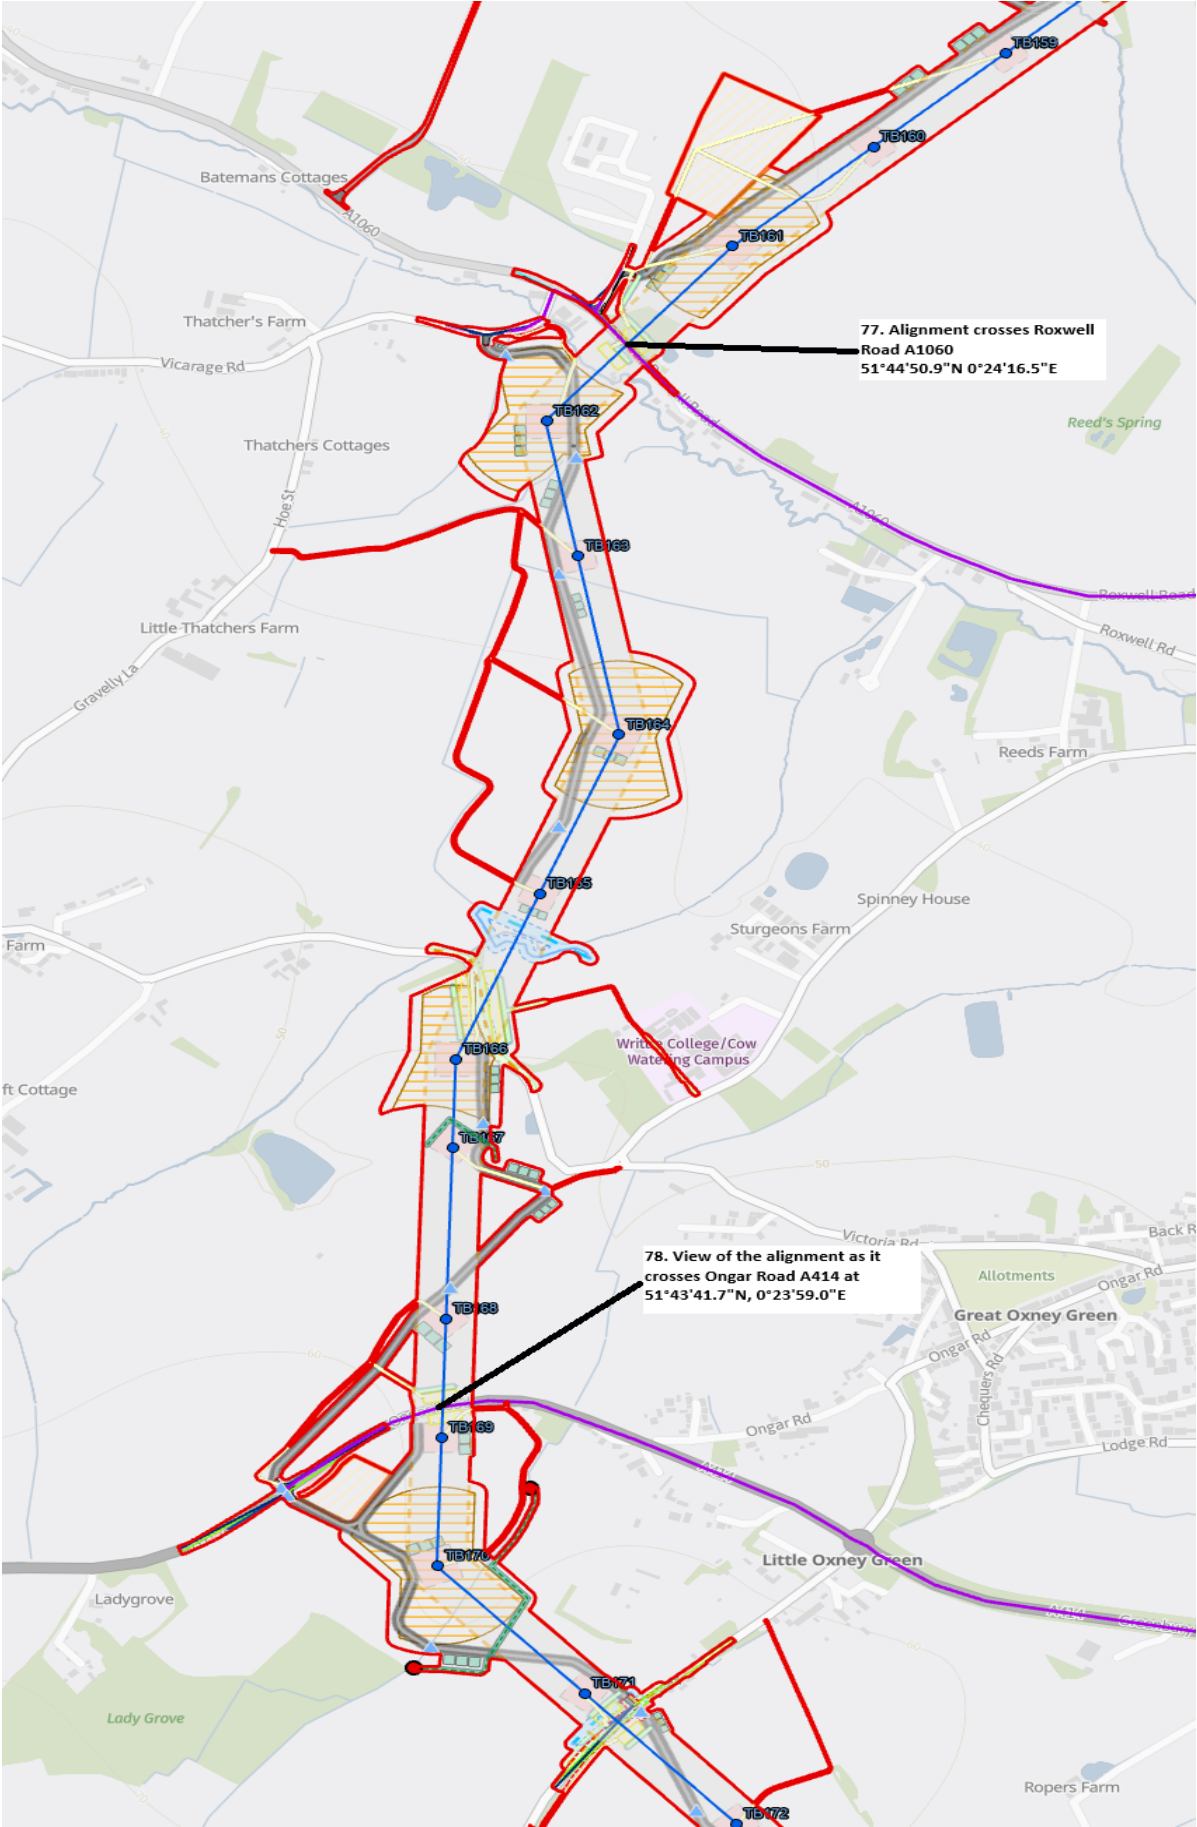 TB159
TB160
Batemans Cottages
A1060
TB161
Thatcher's Farm
77. Alignment crosses Roxwell
Road A1060
51°44'50.9"N 0°24'16.5"E
Vicarage Rd
TB162
Reed's Spring
Thatchers Cottages
Hoe St
A1060
TB163
Roxwell Road
Little Thatchers Farm
Roxwell Rd
Gravelly La
TB164
Reeds Farm
TB165
Spinney House
Sturgeons Farm
Farm
Writtle College/Cow
Watering Campus
TB166
ft Cottage
TB167
50
50
Victoria Rd
Back R
78. View of the alignment as it
crosses Ongar Road A414 at
51°43'41.7"N, 0°23'59.0"E
Allotments
Ongar Rd
TB168
Great Oxney Green
Ongar Rd
60
Chequers Rd
Ongar Rd
TB169
Lodge Rd
A414
TB170
Little Oxney Green
Ladygrove
A414
Greenbury
60
TB171
Lady Grove
Ropers Farm
TB172